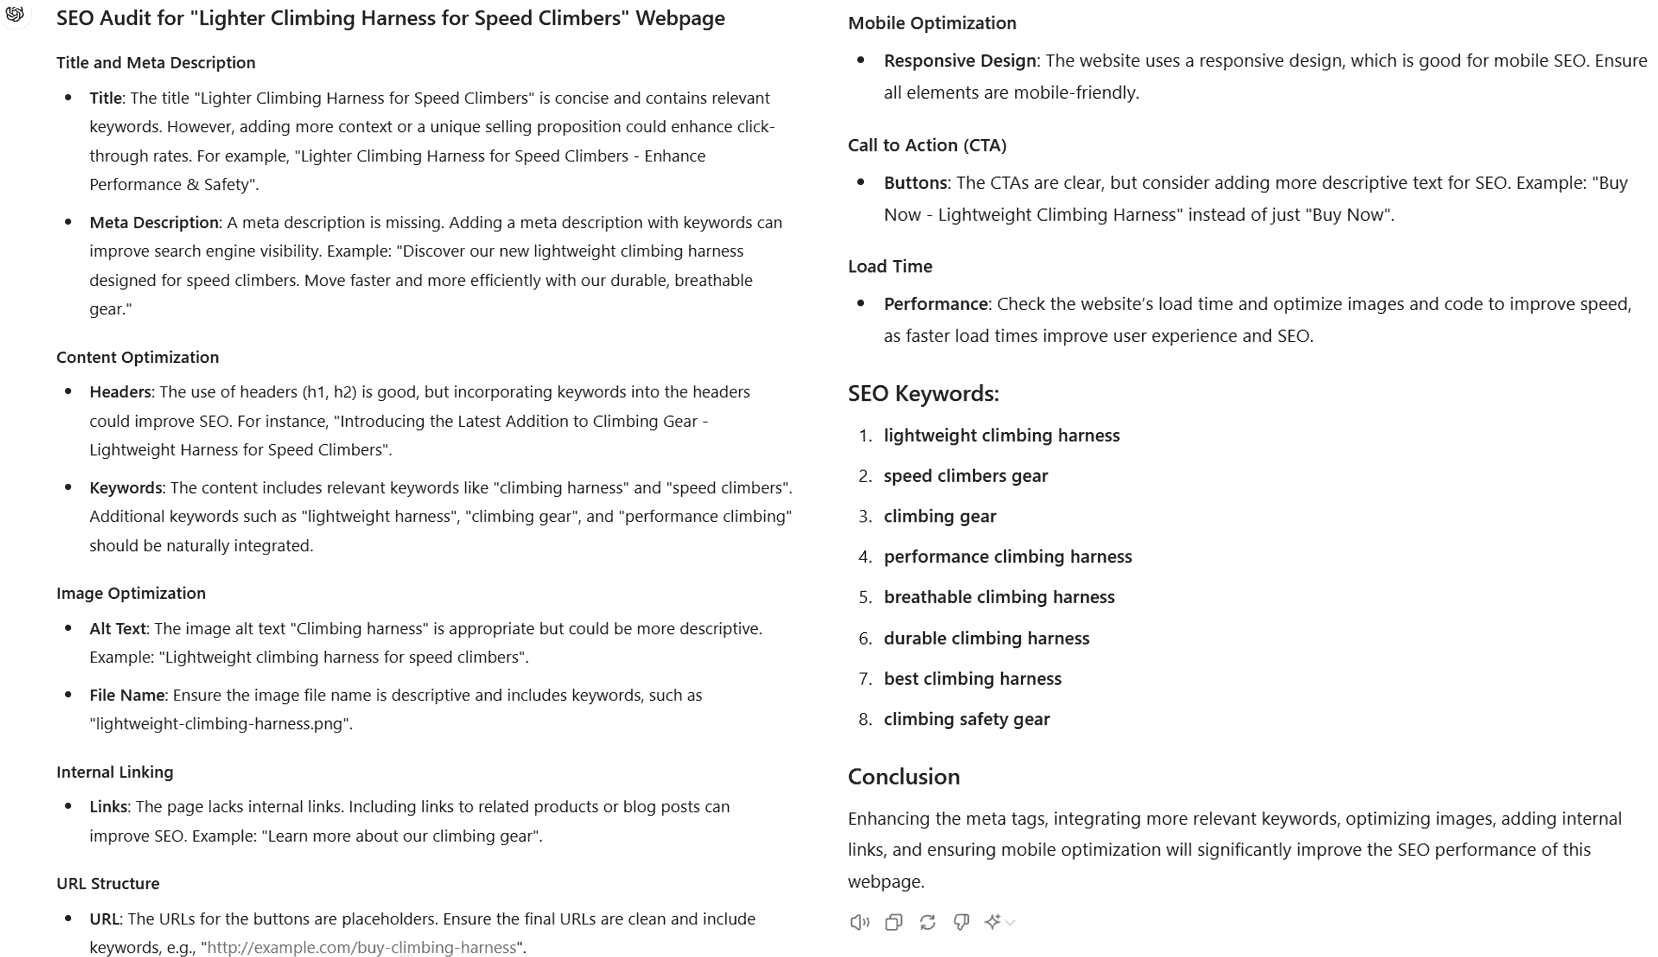 SEO Audit for "Lighter Climbing Harness for Speed Climbers" Webpage
Title and Meta Description
• Title: The title "Lighter Climbing Harness for Speed Climbers" is concise and contains relevant
keywords. However, adding more context or a unique selling proposition could enhance click-
through rates. For example, "Lighter Climbing Harness for Speed Climbers - Enhance
Performance & Safety".
• Meta Description: A meta description is missing. Adding a meta description with keywords can
improve search engine visibility. Example: "Discover our new lightweight climbing harness
designed for speed climbers. Move faster and more efficiently with our durable, breathable
gear."
Content Optimization
• Headers: The use of headers (h1, h2) is good, but incorporating keywords into the headers
could improve SEO. For instance, "Introducing the Latest Addition to Climbing Gear -
Lightweight Harness for Speed Climbers".
• Keywords: The content includes relevant keywords like "climbing harness" and "speed climbers".
Additional keywords such as "lightweight harness", "climbing gear", and "performance climbing"
should be naturally integrated.
Image Optimization
• Alt Text: The image alt text "Climbing harness" is appropriate but could be more descriptive.
Example: "Lightweight climbing harness for speed climbers".
• File Name: Ensure the image file name is descriptive and includes keywords, such as
"lightweight-climbing-harness.png".
Internal Linking
• Links: The page lacks internal links. Including links to related products or blog posts can
improve SEO. Example: "Learn more about our climbing gear".
URL Structure
• URL: The URLs for the buttons are placeholders. Ensure the final URLs are clean and include
keywords, e.g., "http://example.com/buy-climbing-harness".
Mobile Optimization
• Responsive Design: The website uses a responsive design, which is good for mobile SEO. Ensure
all elements are mobile-friendly.
Call to Action (CTA)
• Buttons: The CTAs are clear, but consider adding more descriptive text for SEO. Example: "Buy
Now - Lightweight Climbing Harness" instead of just "Buy Now".
Load Time
• Performance: Check the website's load time and optimize images and code to improve speed,
as faster load times improve user experience and SEO.
SEO Keywords:
1. lightweight climbing harness
2. speed climbers gear
3. climbing gear
4. performance climbing harness
5. breathable climbing harness
6. durable climbing harness
7. best climbing harness
8. climbing safety gear
Conclusion
Enhancing the meta tags, integrating more relevant keywords, optimizing images, adding internal
links, and ensuring mobile optimization will significantly improve the SEO performance of this
webpage.